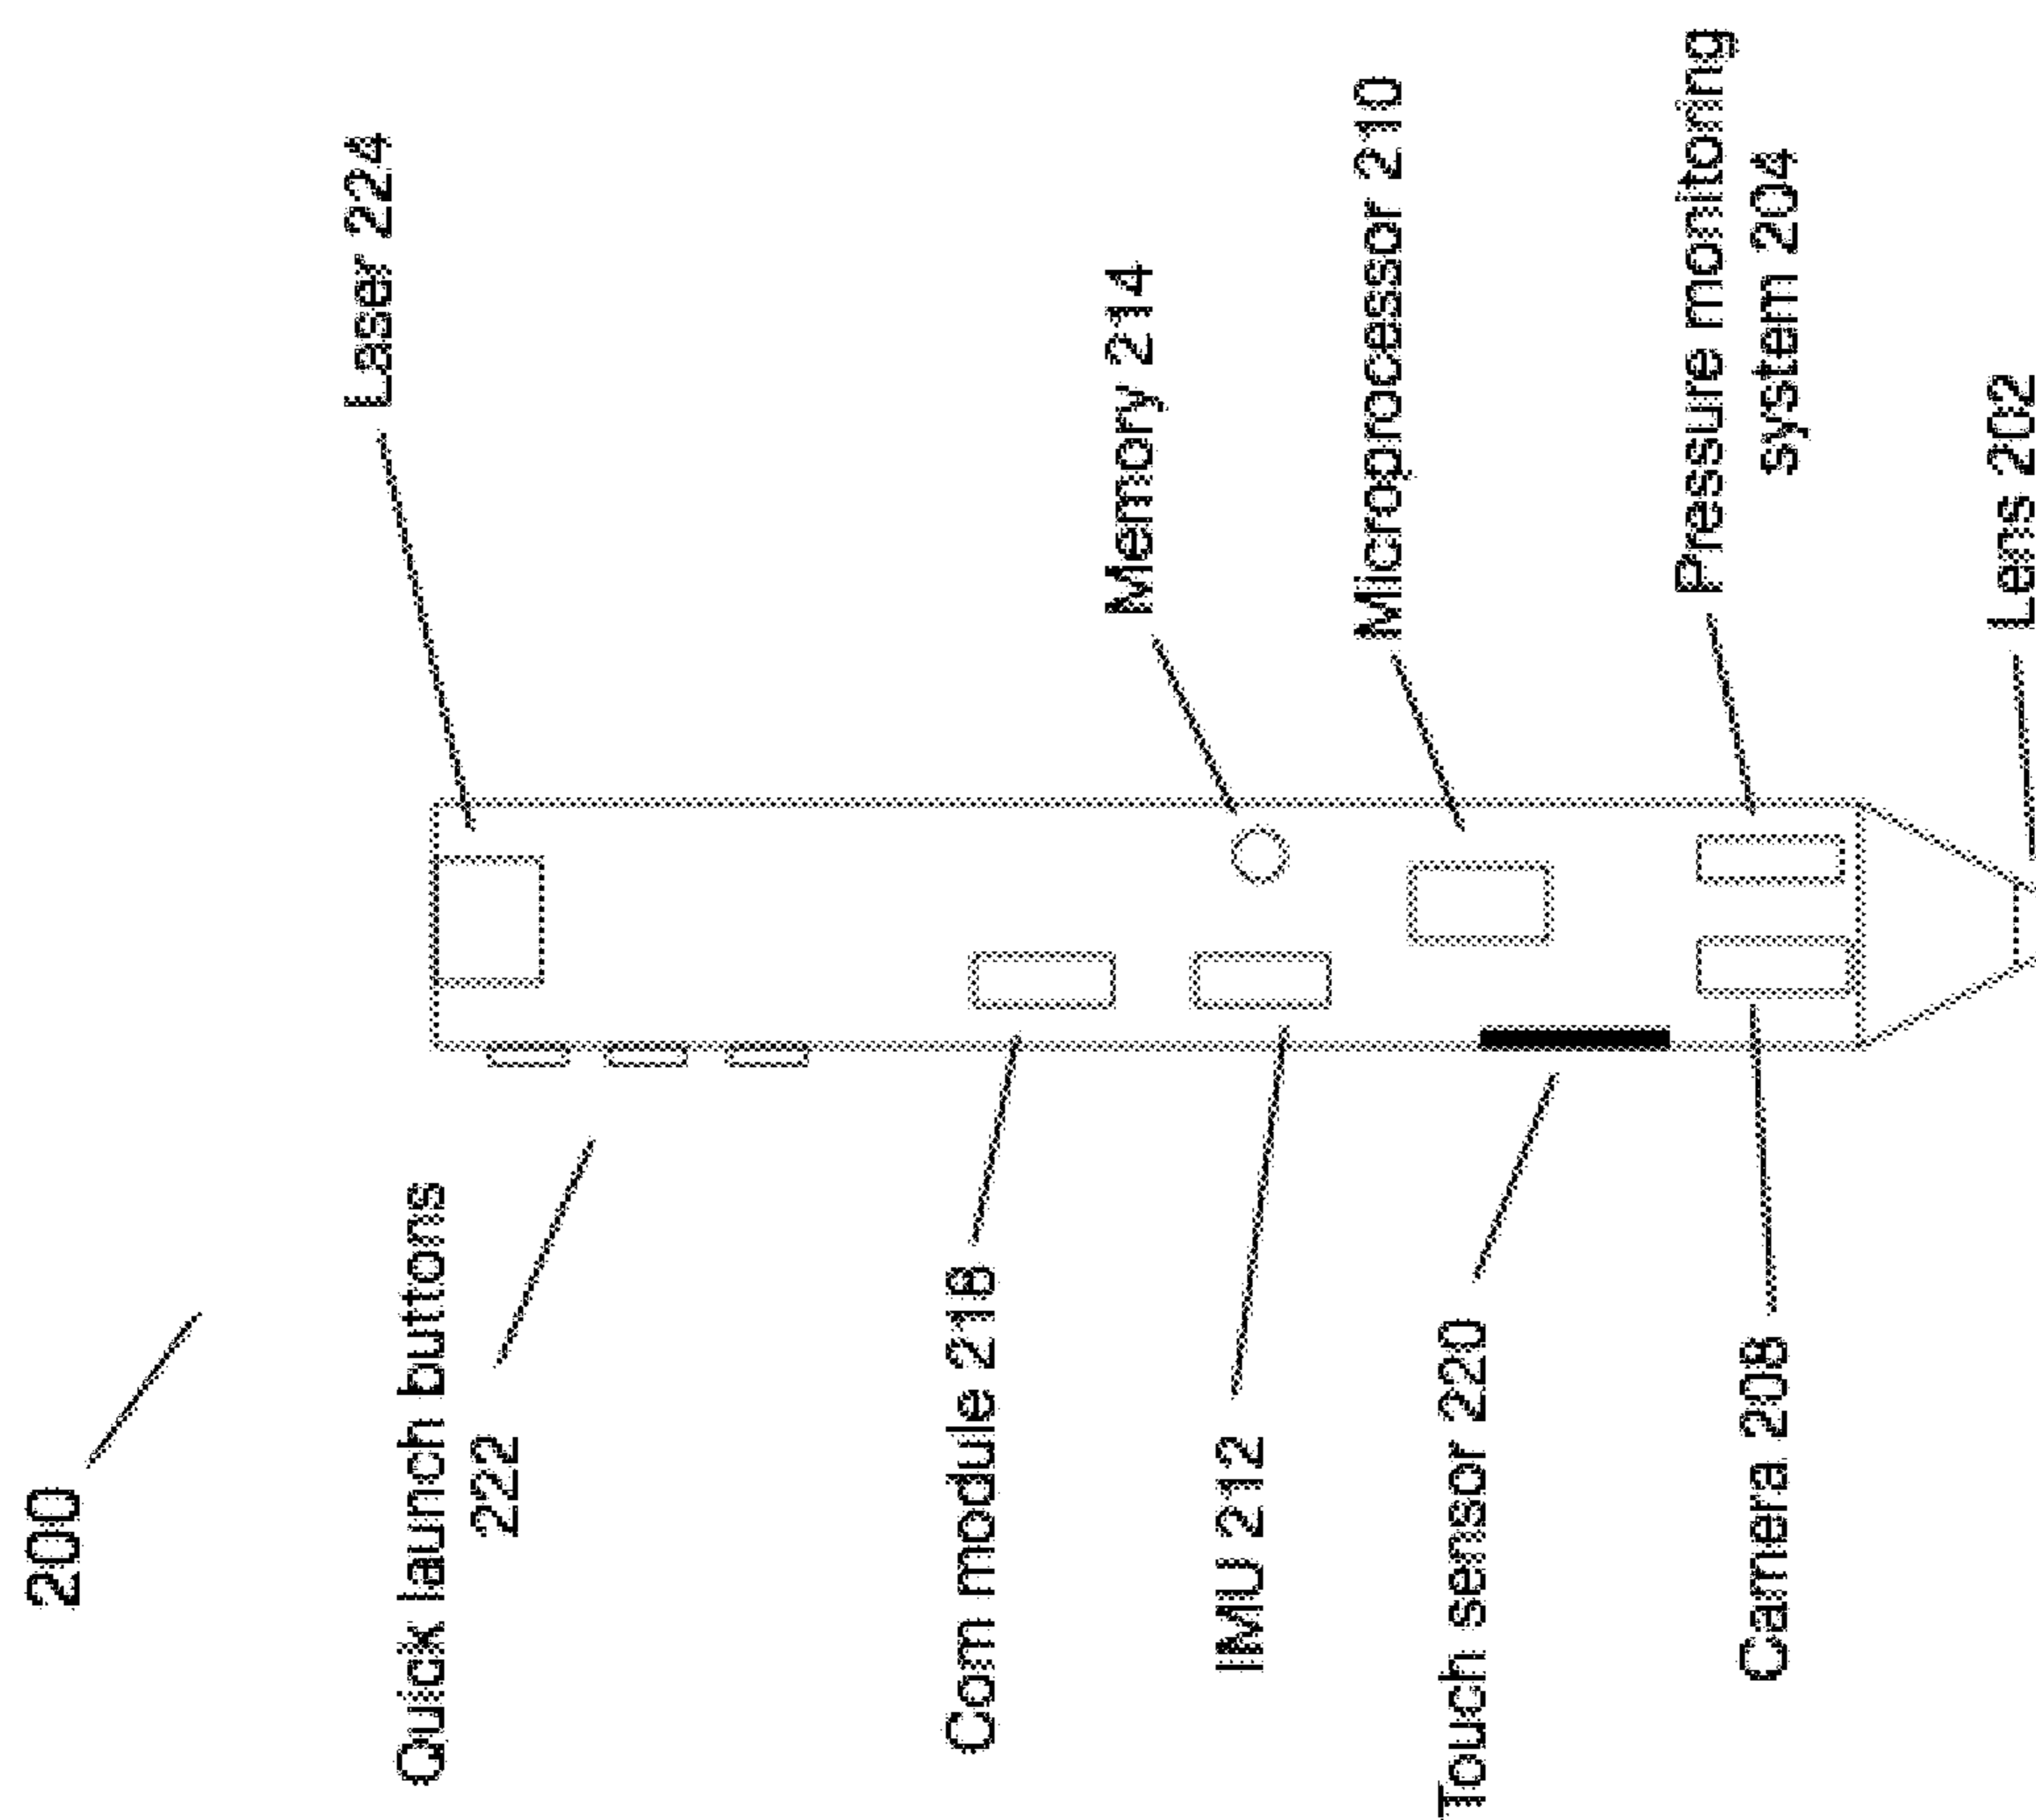 200
Laser 224
Quick launch buttons
222
Com module 218
Memory 214
IMU 212
Microprocessor 210
Touch sensor 220
Pressure monitoring
system 204
Camera 208
Lens 202